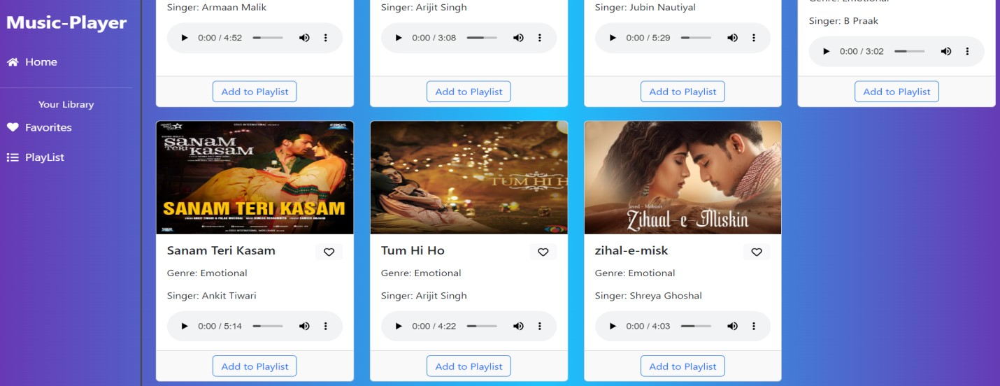 Music-Player
Home
Your Library
Favorites
PlayList
Singer: Armaan Malik
0:00 / 4:52
Add to Playlist
Singer: Arijit Singh
0:00 / 3:08
Add to Playlist
Singer: Jubin Nautiyal
0:00 / 5:29
Add to Playlist
Genre: Emotional
Singer: B Praak
0:00 / 3:02
Add to Playlist
SANAM
TERI KASAM
SANAM TERI KASAM
Sanam Teri Kasam
Genre: Emotional
Singer: Ankit Tiwari
0:00 / 5:14
Add to Playlist
TUM HI H
Tum Hi Ho
Genre: Emotional
Singer: Arijit Singh
0:00 / 4:22
Add to Playlist
Javed - Mohsin's
Zihaal-e-Miskin
zihal-e-misk
Genre: Emotional
Singer: Shreya Ghoshal
0:00 / 4:03
Add to Playlist